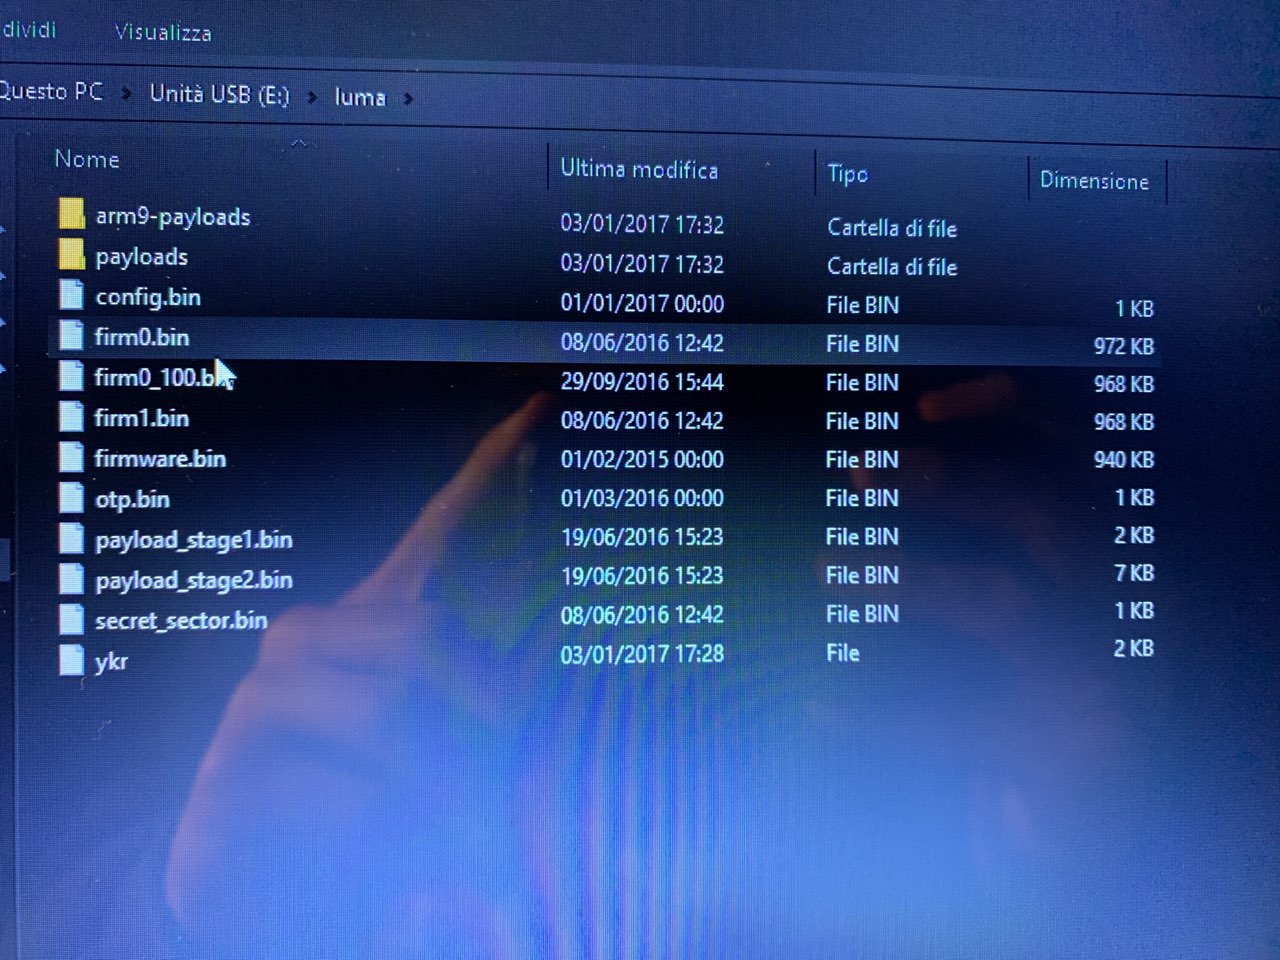 dividi Visualizza
Questo PC > Unità USB (E:) > luma >
Nome Ultima modifica Tipo Dimensione
arm9-payloads 03/01/2017 17:32 Cartella di file
payloads 03/01/2017 17:32 Cartella di file
config.bin 01/01/2017 00:00 File BIN 1 KB
firm0.bin 08/06/2016 12:42 File BIN 972 KB
firm0_100.bin 29/09/2016 15:44 File BIN 968 KB
firm1.bin 08/06/2016 12:42 File BIN 968 KB
firmware.bin 01/02/2015 00:00 File BIN 940 KB
otp.bin 01/03/2016 00:00 File BIN 1 KB
payload_stage1.bin 19/06/2016 15:23 File BIN 2 KB
payload_stage2.bin 19/06/2016 15:23 File BIN 7 KB
secret_sector.bin 08/06/2016 12:42 File BIN 1 KB
ykr 03/01/2017 17:28 File 2 KB